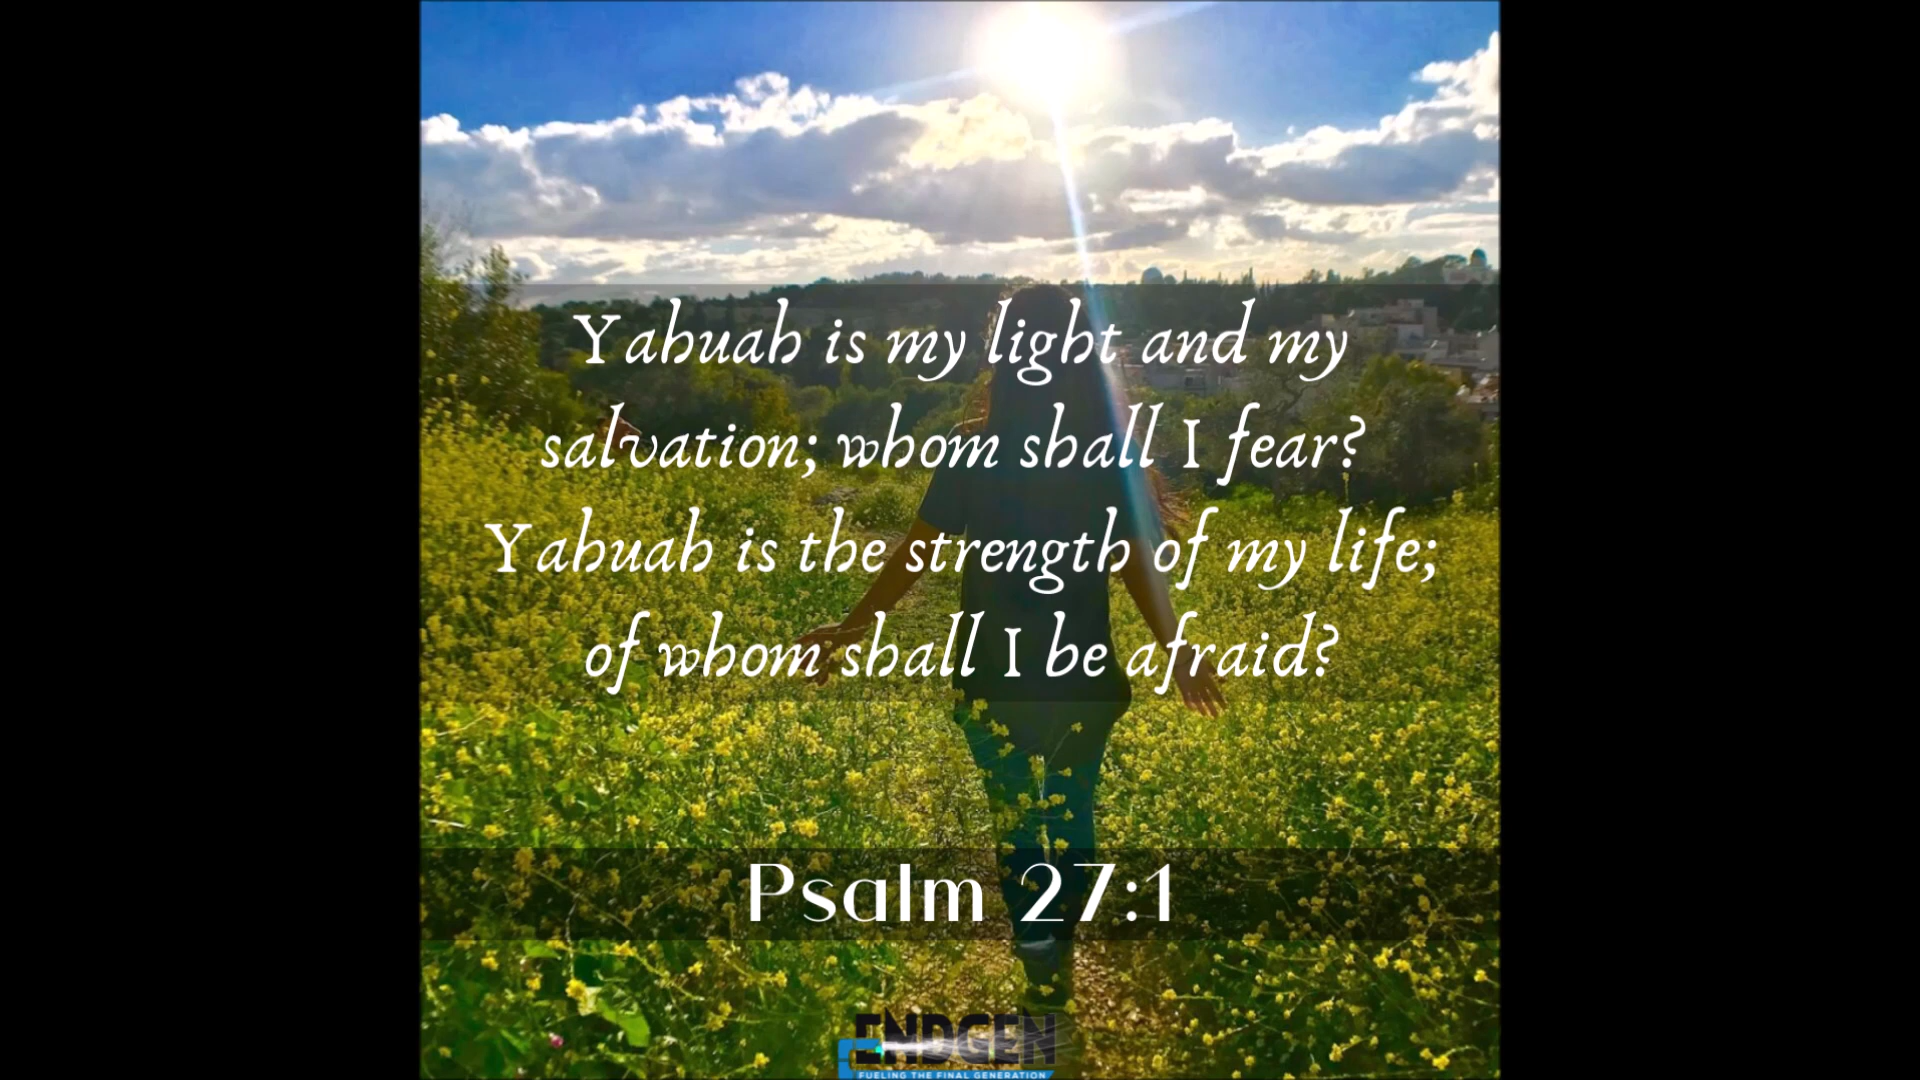 Yahuah is my light and my
salvation; whom shall I fear?
Yahuah is the strength of my life;
of whom shall I be afraid?
Psalm 27:1
ENDGEN
FUELING THE FINAL GENERATION